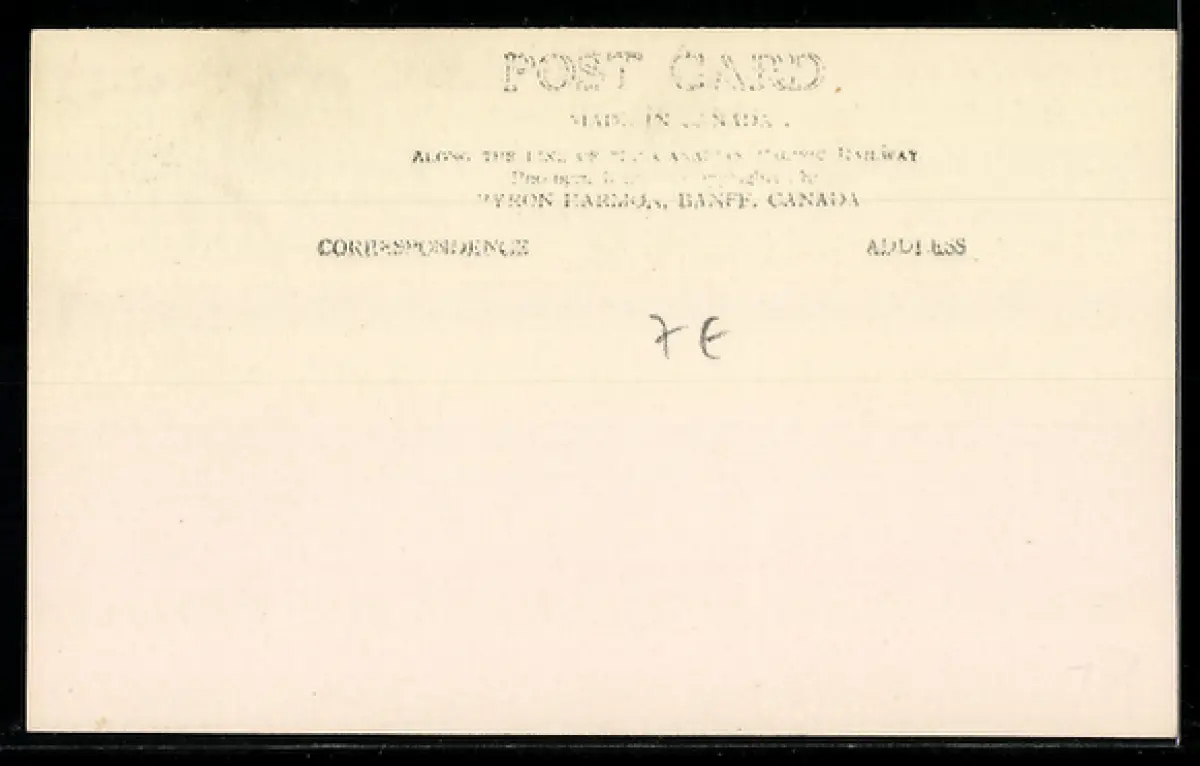 POST CARD
MADE IN CANADA.
ALONG THE LINE OF THE CANADIAN PACIFIC RAILWAY
BYRON HARMON, BANFF, CANADA
CORRESPONDENCE ADDRESS
7 €